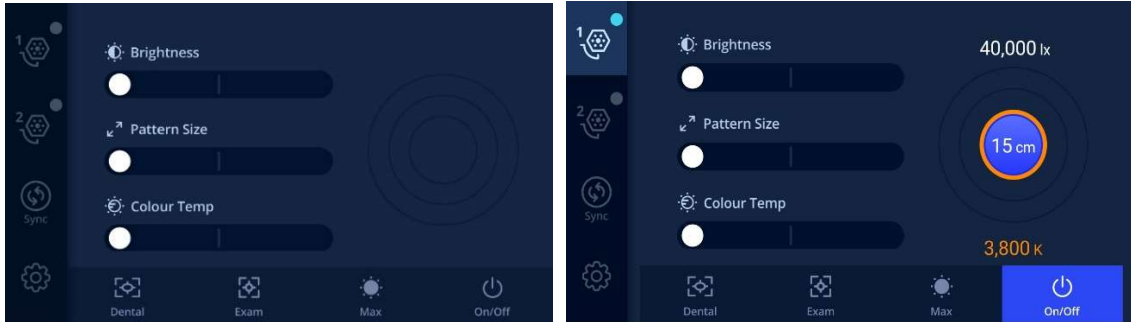 1
Brightness
2
Pattern Size
Sync
Colour Temp
Dental
Exam
Max
On/Off
1
Brightness
40,000 lx
2
Pattern Size
15 cm
Sync
Colour Temp
3,800 K
Dental
Exam
Max
On/Off